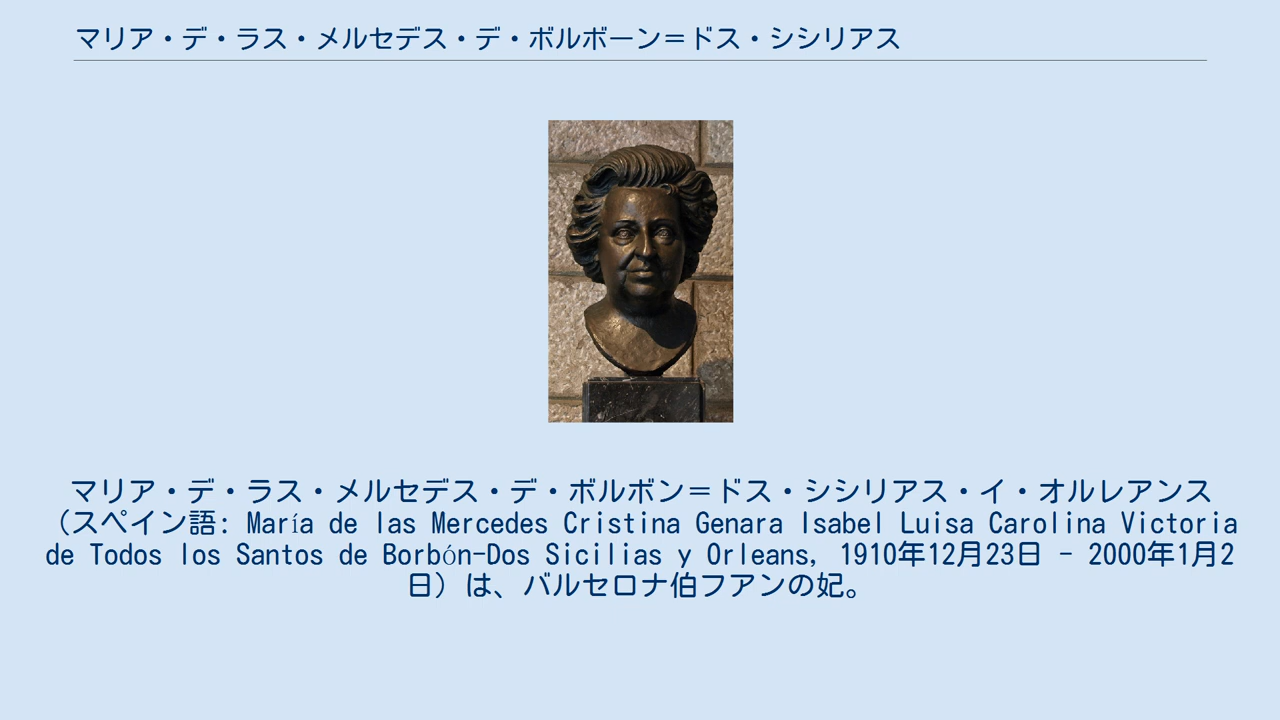 マリア・デ・ラス・メルセデス・デ・ボルボーン＝ドス・シシリアス
マリア・デ・ラス・メルセデス・デ・ボルボン＝ドス・シシリアス・イ・オルレアンス
（スペイン語: María de las Mercedes Cristina Genara Isabel Luisa Carolina Victoria
de Todos los Santos de Borbón-Dos Sicilias y Orleans, 1910年12月23日 - 2000年1月2
日）は、バルセロナ伯フアンの妃。